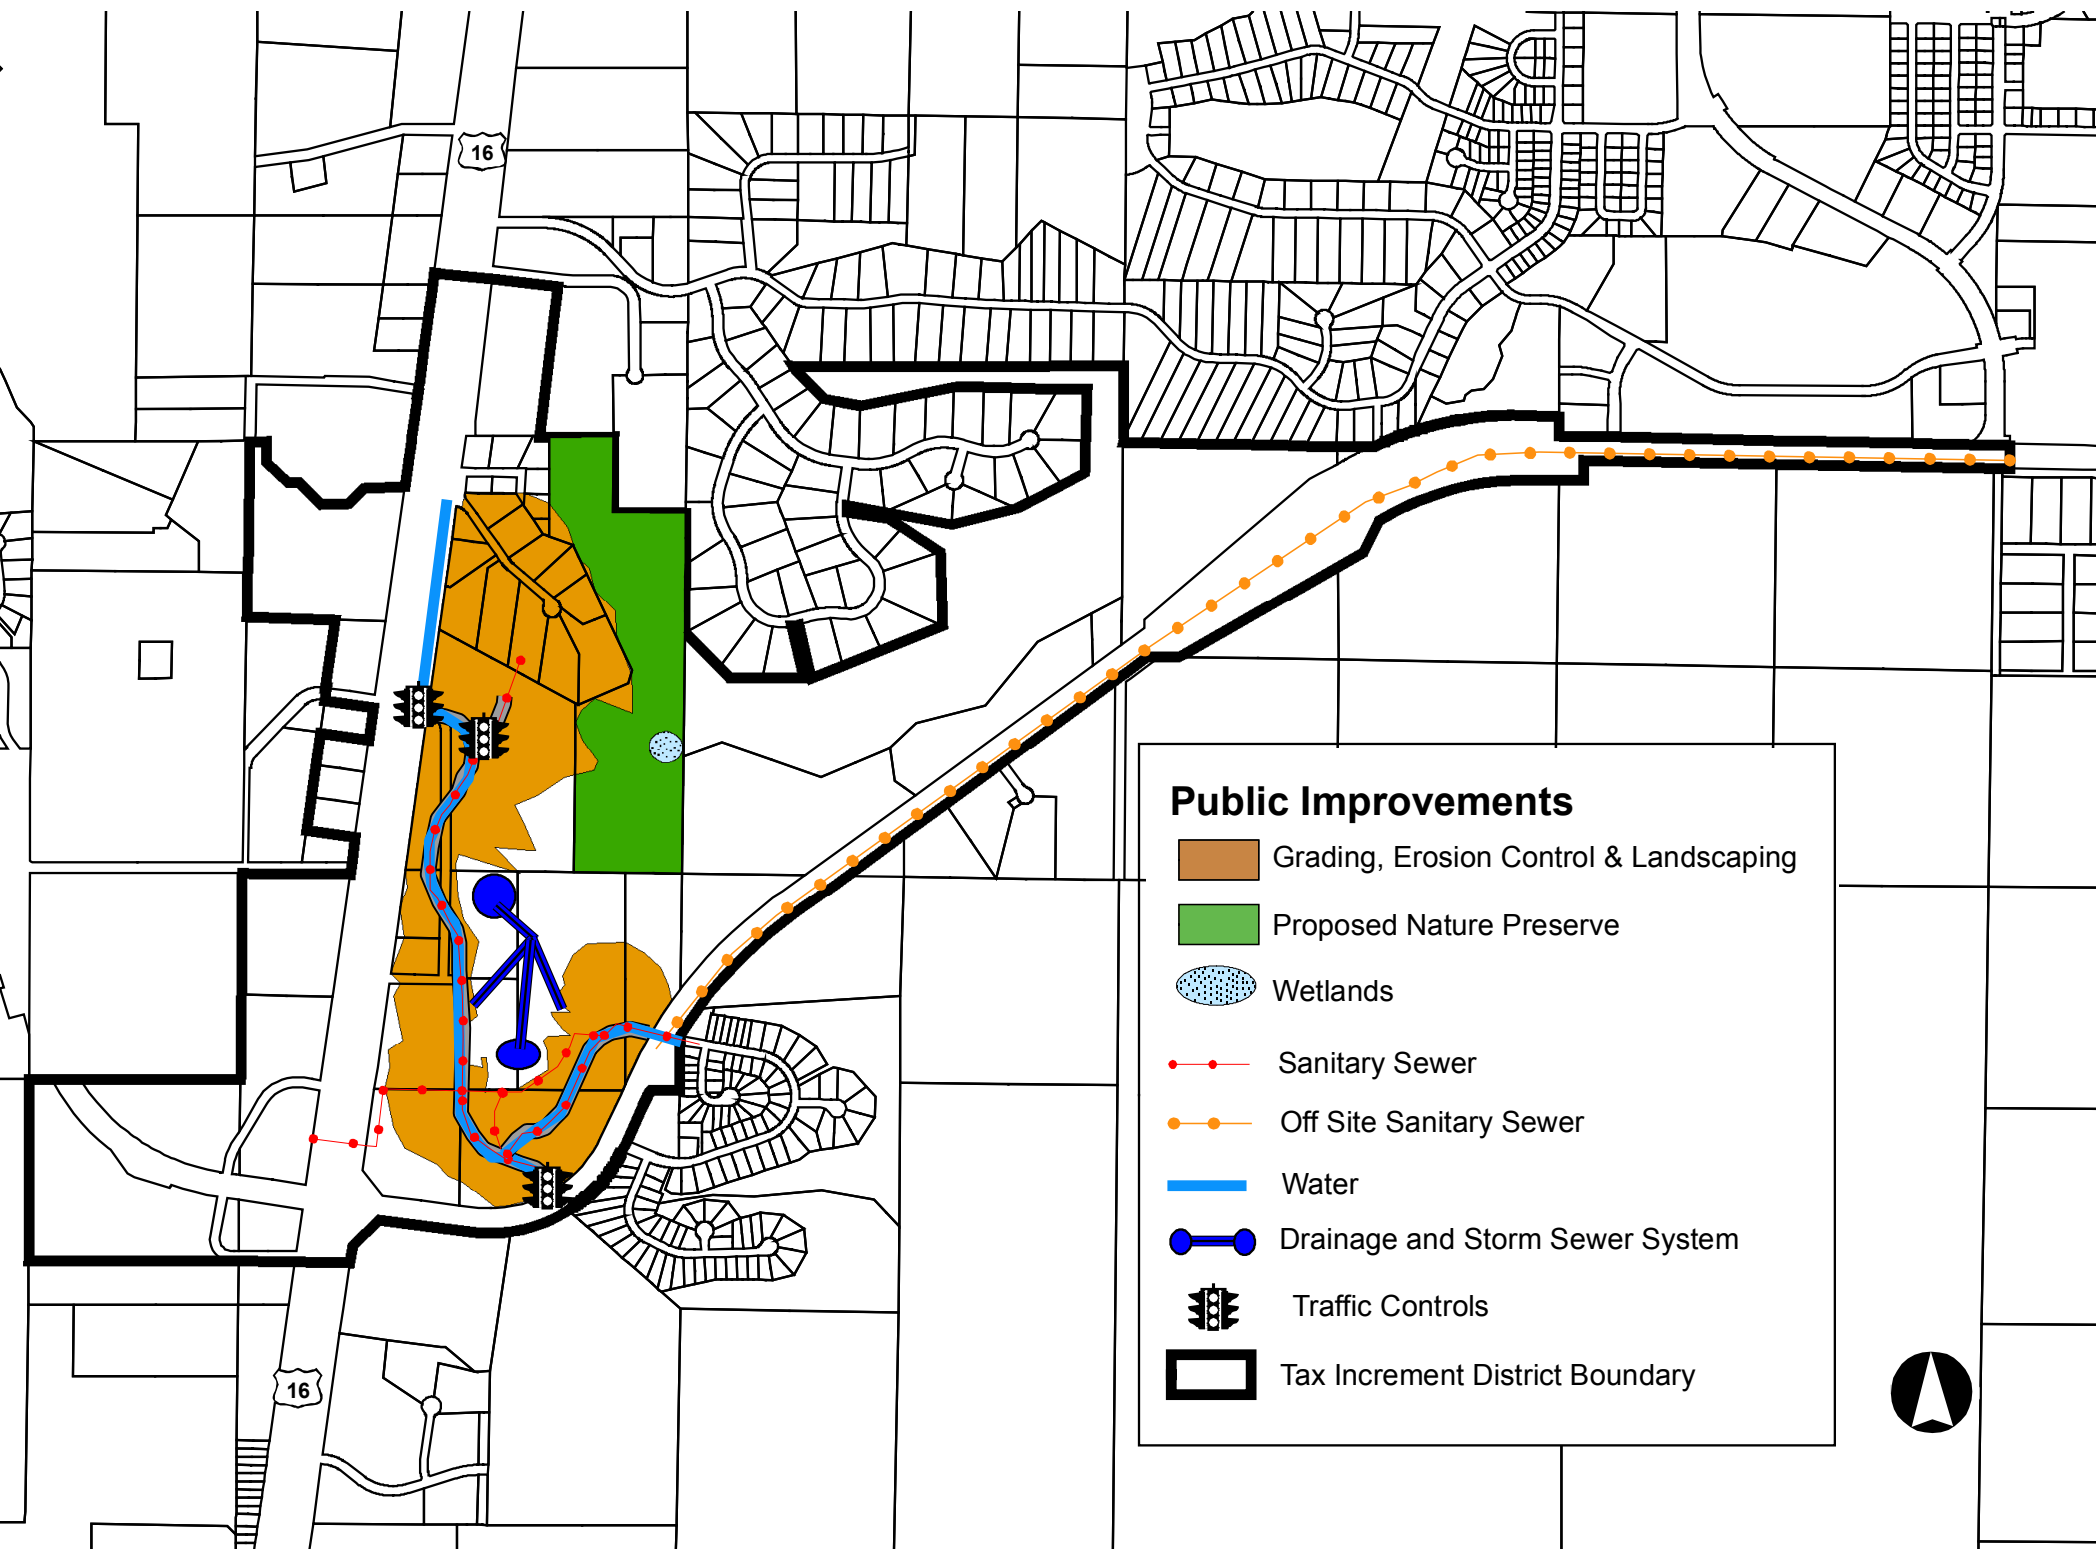 16
Public Improvements
Grading, Erosion Control & Landscaping
Proposed Nature Preserve
Wetlands
Sanitary Sewer
Off Site Sanitary Sewer
Water
Drainage and Storm Sewer System
Traffic Controls
Tax Increment District Boundary
16